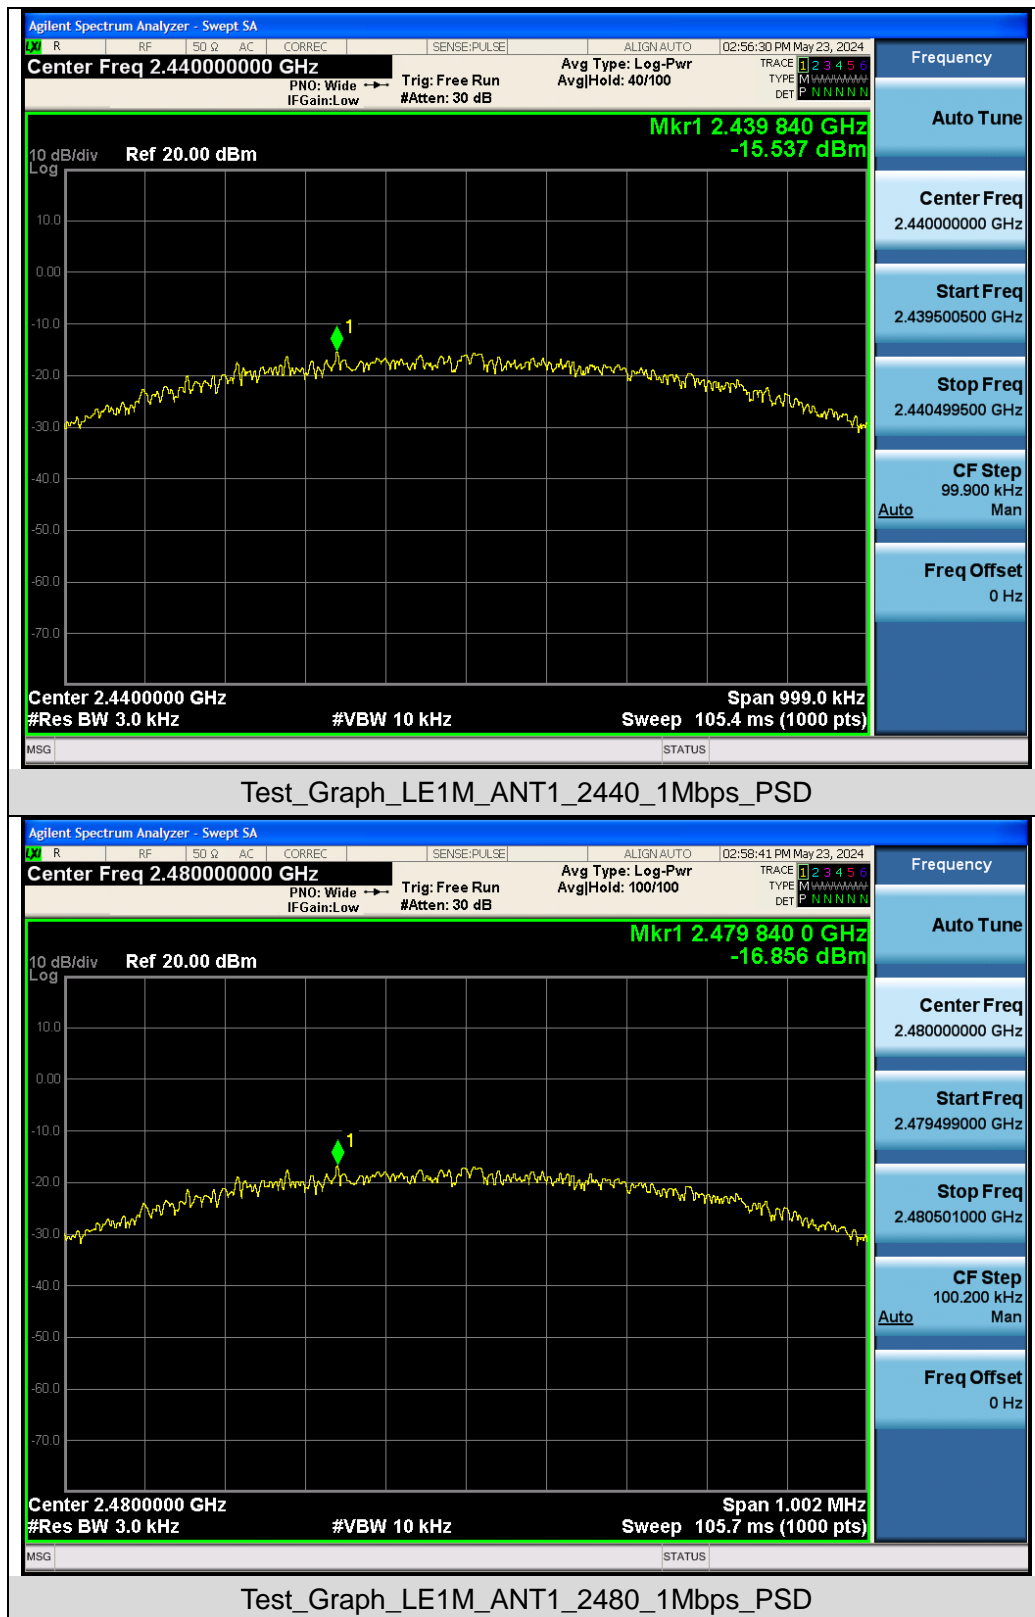 Agilent Spectrum Analyzer - Swept SA
LXI R RF 50 Ω AC CORREC SENSE:PULSE ALIGN AUTO 02:56:30 PM May 23, 2024
Center Freq 2.440000000 GHz
PNO: Wide
IFGain:Low
Trig: Free Run
#Atten: 30 dB
Avg Type: Log-Pwr
Avg|Hold: 40/100
TRACE 1 2 3 4 5 6
TYPE M
DET P N N N N N
Mkr1 2.439 840 GHz
-15.537 dBm
10 dB/div Ref 20.00 dBm
Log
10.0
0.00
-10.0
-20.0
-30.0
-40.0
-50.0
-60.0
-70.0
1
Center 2.4400000 GHz Span 999.0 kHz
#Res BW 3.0 kHz #VBW 10 kHz Sweep 105.4 ms (1000 pts)
MSG STATUS
Frequency
Auto Tune
Center Freq
2.440000000 GHz
Start Freq
2.439500500 GHz
Stop Freq
2.440499500 GHz
CF Step
99.900 kHz
Auto Man
Freq Offset
0 Hz
Test_Graph_LE1M_ANT1_2440_1Mbps_PSD
Agilent Spectrum Analyzer - Swept SA
LXI R RF 50 Ω AC CORREC SENSE:PULSE ALIGN AUTO 02:58:41 PM May 23, 2024
Center Freq 2.480000000 GHz
PNO: Wide
IFGain:Low
Trig: Free Run
#Atten: 30 dB
Avg Type: Log-Pwr
Avg|Hold: 100/100
TRACE 1 2 3 4 5 6
TYPE M
DET P N N N N N
Mkr1 2.479 840 0 GHz
-16.856 dBm
10 dB/div Ref 20.00 dBm
Log
10.0
0.00
-10.0
-20.0
-30.0
-40.0
-50.0
-60.0
-70.0
1
Center 2.4800000 GHz Span 1.002 MHz
#Res BW 3.0 kHz #VBW 10 kHz Sweep 105.7 ms (1000 pts)
MSG STATUS
Frequency
Auto Tune
Center Freq
2.480000000 GHz
Start Freq
2.479499000 GHz
Stop Freq
2.480501000 GHz
CF Step
100.200 kHz
Auto Man
Freq Offset
0 Hz
Test_Graph_LE1M_ANT1_2480_1Mbps_PSD